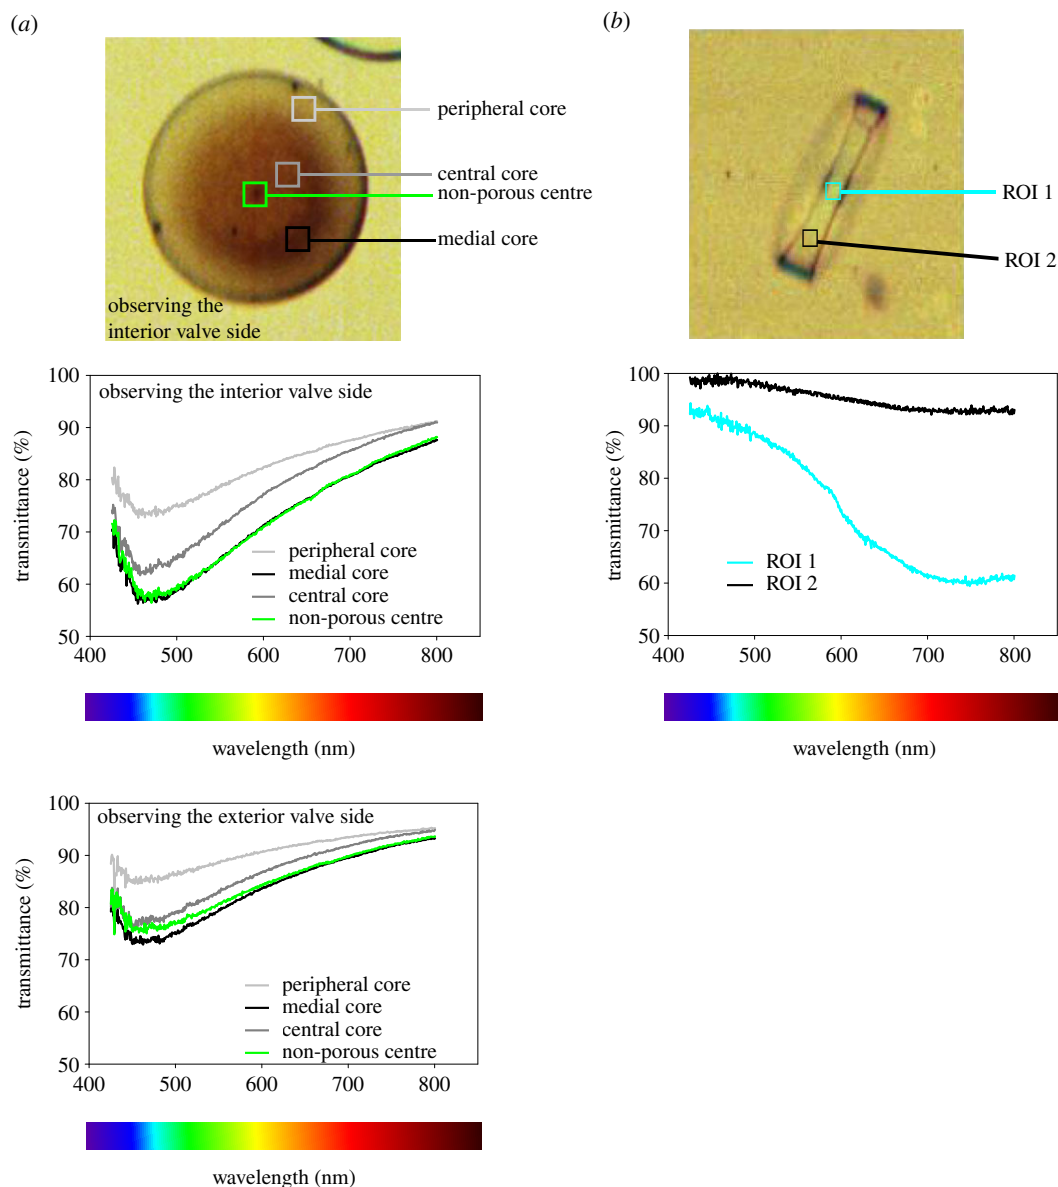 (a)
peripheral core
central core
non-porous centre
medial core
observing the
interior valve side
(b)
ROI 1
ROI 2
100
90
80
70
60
50
transmittance (%)
observing the interior valve side
peripheral core
medial core
central core
non-porous centre
400 500 600 700 800
wavelength (nm)
100
90
80
70
60
50
transmittance (%)
ROI 1
ROI 2
400 500 600 700 800
wavelength (nm)
100
90
80
70
60
50
transmittance (%)
observing the exterior valve side
peripheral core
medial core
central core
non-porous centre
400 500 600 700 800
wavelength (nm)